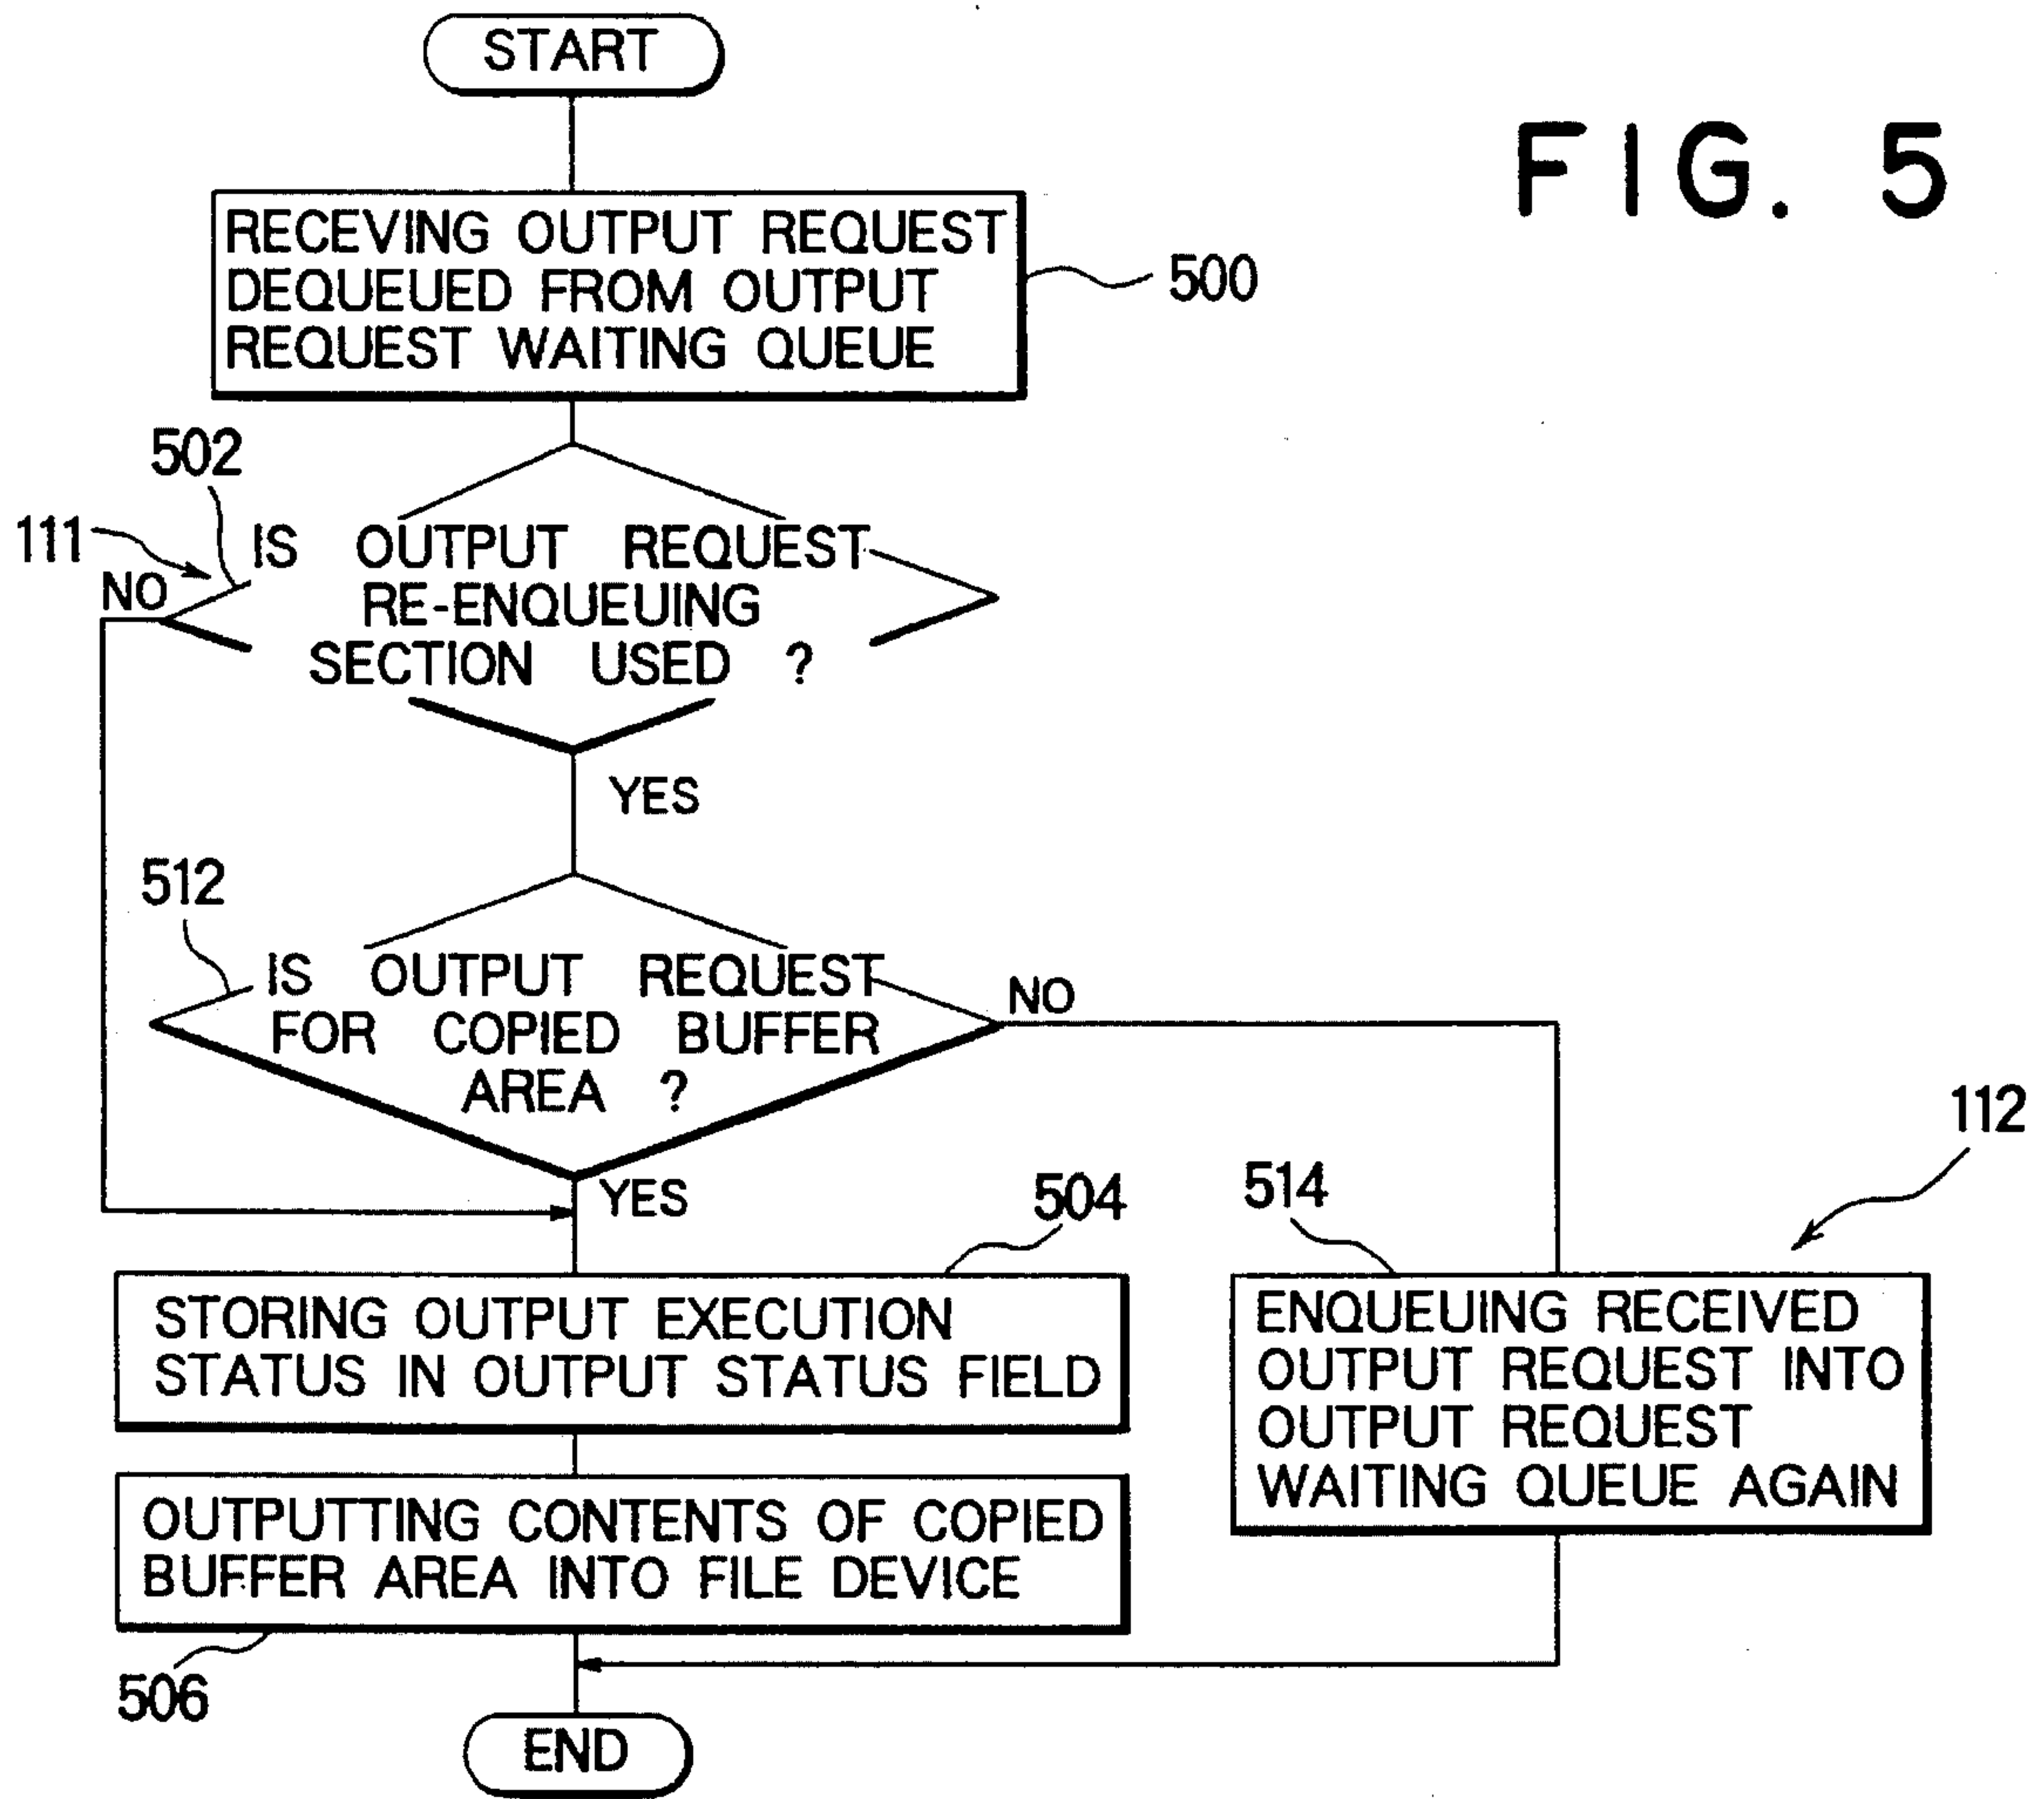 START
FIG. 5
RECEVING OUTPUT REQUEST
DEQUEUED FROM OUTPUT
REQUEST WAITING QUEUE
500
502
111
IS OUTPUT REQUEST
RE-ENQUEUING
SECTION USED ?
NO
YES
512
IS OUTPUT REQUEST
FOR COPIED BUFFER
AREA ?
NO
YES
504
514
112
STORING OUTPUT EXECUTION
STATUS IN OUTPUT STATUS FIELD
ENQUEUING RECEIVED
OUTPUT REQUEST INTO
OUTPUT REQUEST
WAITING QUEUE AGAIN
OUTPUTTING CONTENTS OF COPIED
BUFFER AREA INTO FILE DEVICE
506
END